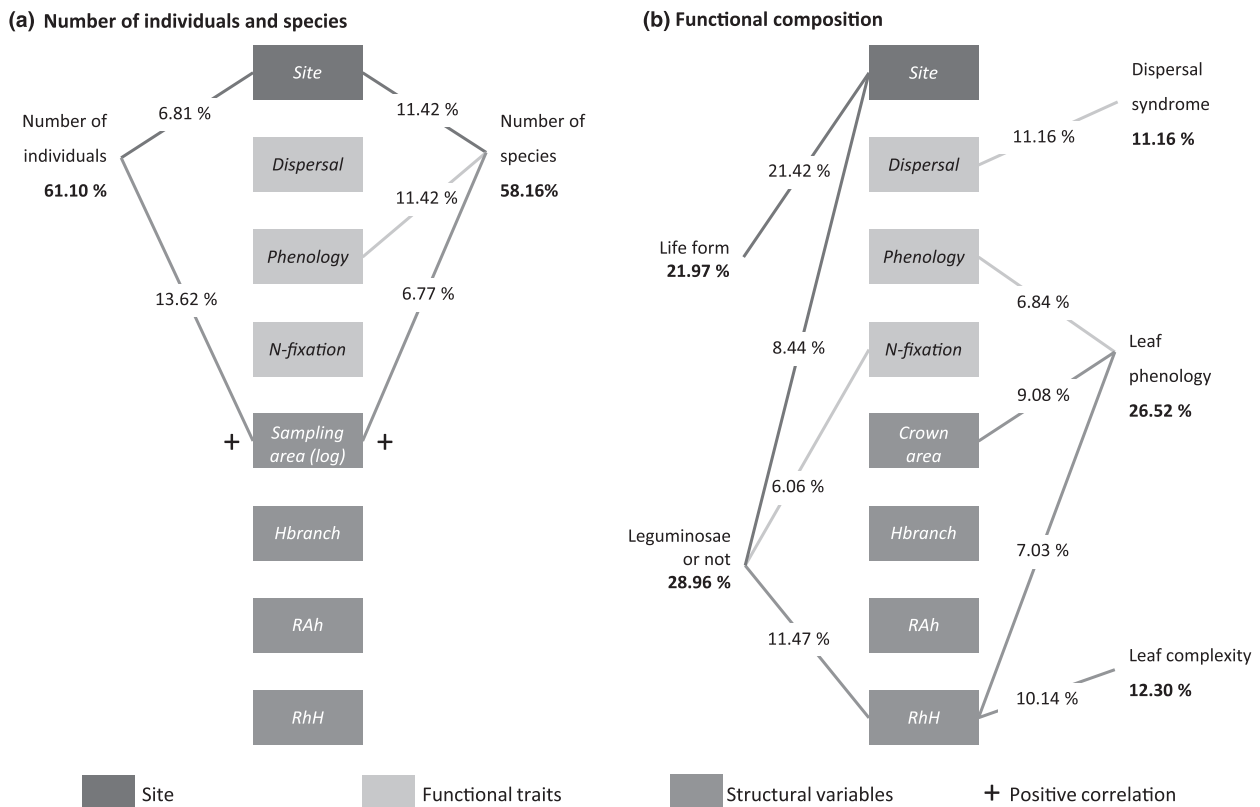 (a) Number of individuals and species
Site
6.81 %
11.42 %
Number of
individuals
61.10 %
Number of
species
58.16%
Dispersal
11.42 %
Phenology
13.62 %
6.77 %
N-fixation
+
Sampling
area (log)
+
Hbranch
RAh
RhH
(b) Functional composition
Site
Dispersal
syndrome
11.16 %
11.16 %
Dispersal
21.42 %
Life form
21.97 %
Phenology
6.84 %
8.44 %
N-fixation
Leaf
phenology
26.52 %
9.08 %
Crown
area
6.06 %
Leguminosae
or not
28.96 %
Hbranch
7.03 %
11.47 %
RAh
Leaf complexity
12.30 %
10.14 %
RhH
Site
Functional traits
Structural variables
+ Positive correlation